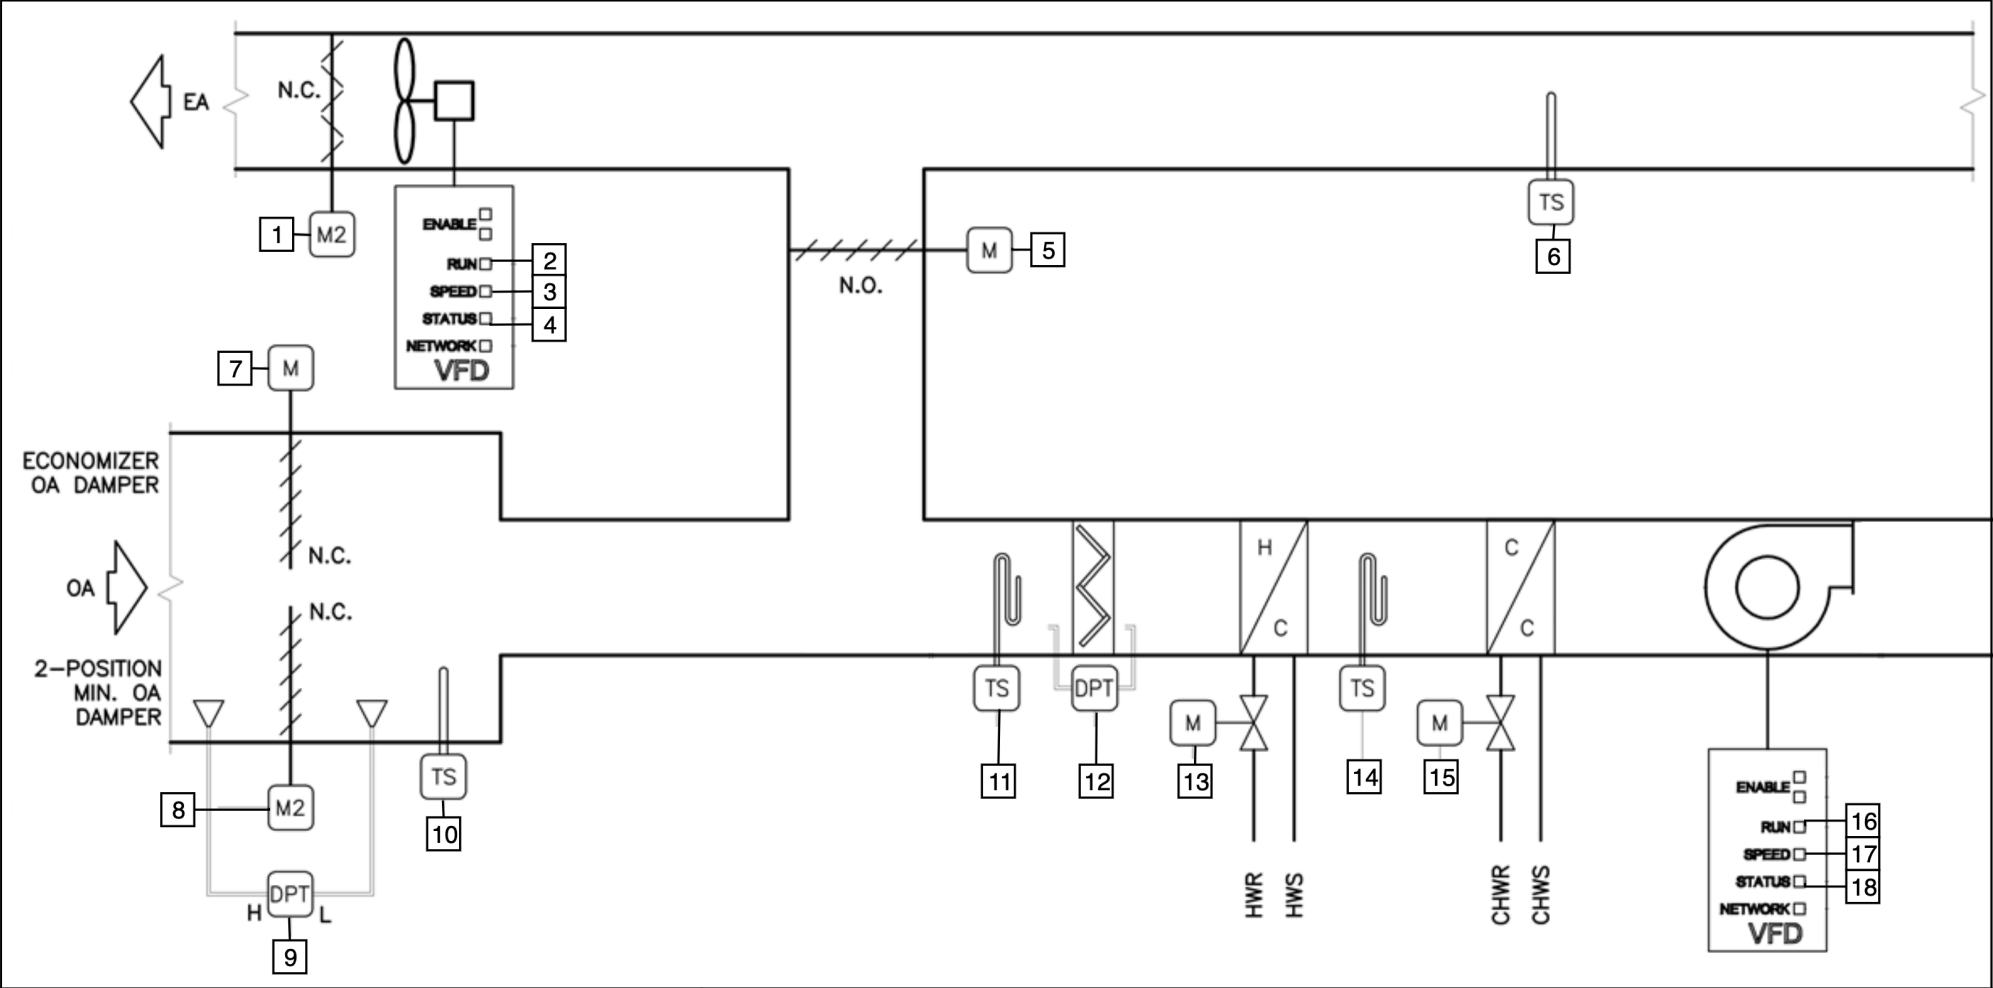 EA
N.C.
1
M2
ENABLE
RUN
2
SPEED
3
STATUS
4
NETWORK
VFD
N.O.
M
5
TS
6
7
M
ECONOMIZER
OA DAMPER
N.C.
OA
N.C.
2-POSITION
MIN. OA
DAMPER
8
M2
TS
10
H
DPT
L
9
TS
11
DPT
12
H
C
M
13
HWR
HWS
TS
14
C
C
M
15
CHWR
CHWS
ENABLE
RUN
16
SPEED
17
STATUS
18
NETWORK
VFD